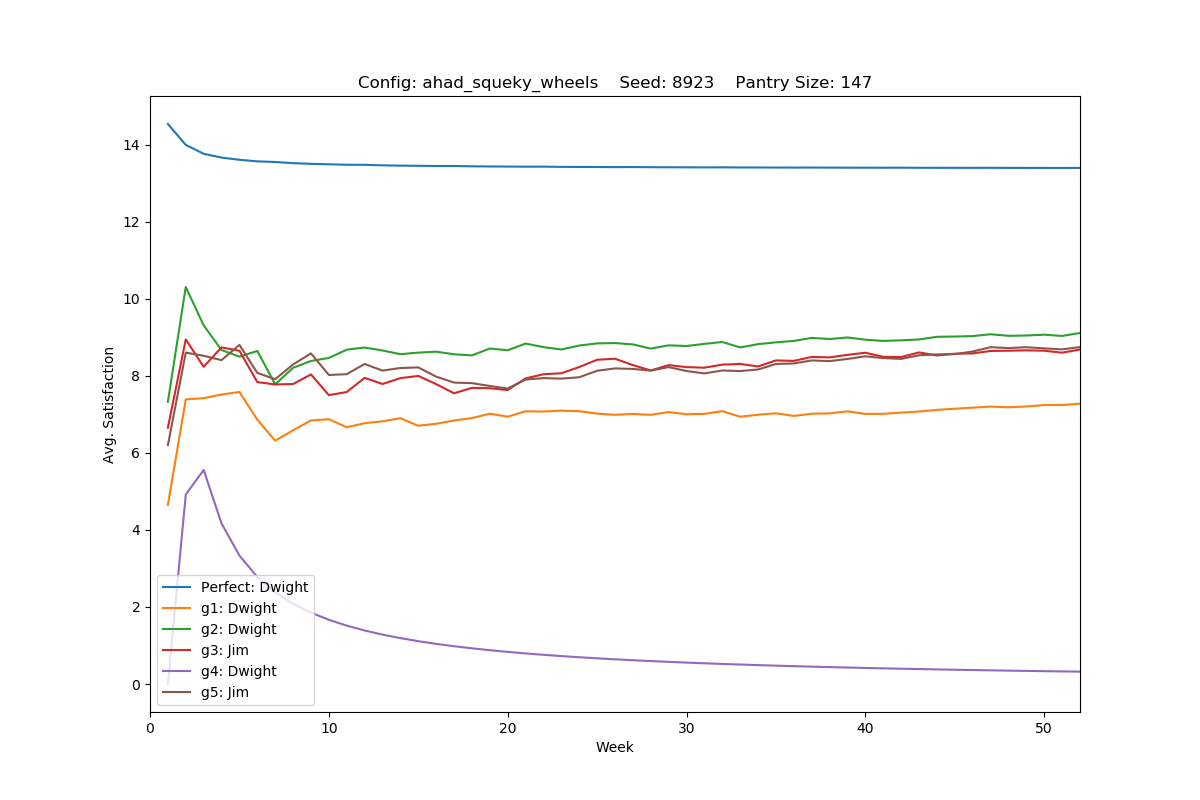 Config: ahad_squeky_wheels    Seed: 8923    Pantry Size: 147
Avg. Satisfaction
14
12
10
8
6
4
2
0
Perfect: Dwight
g1: Dwight
g2: Dwight
g3: Jim
g4: Dwight
g5: Jim
0 10 20 30 40 50
Week